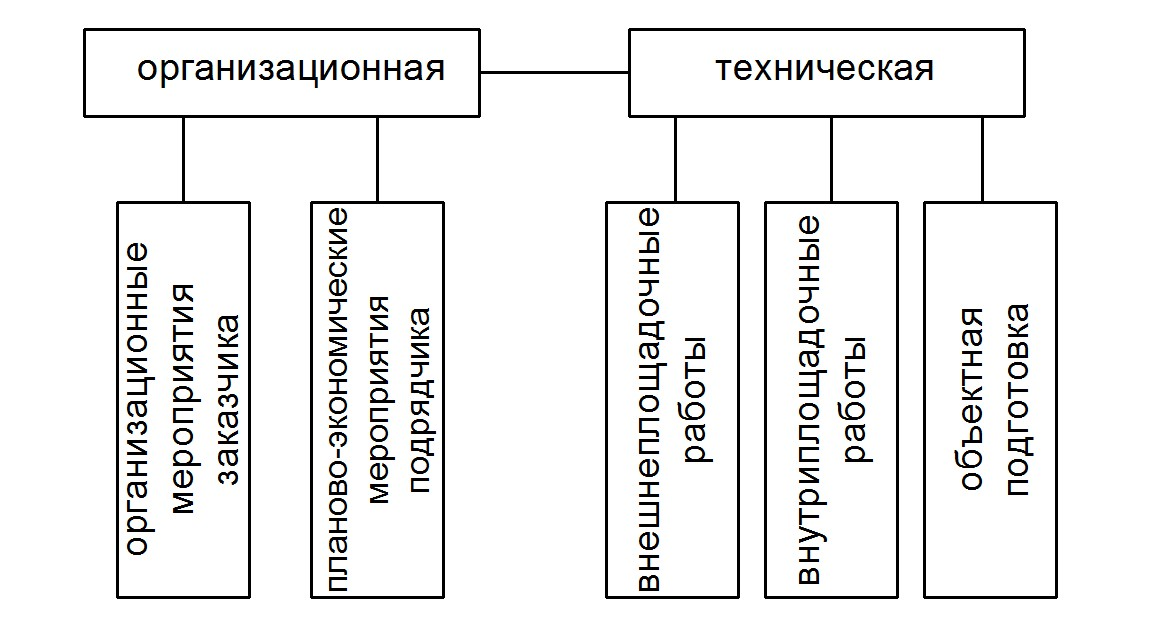 организационная
техническая
организационные
мероприятия
заказчика
планово-экономические
мероприятия
подрядчика
внешнеплощадочные
работы
внутриплощадочные
работы
объектная
подготовка